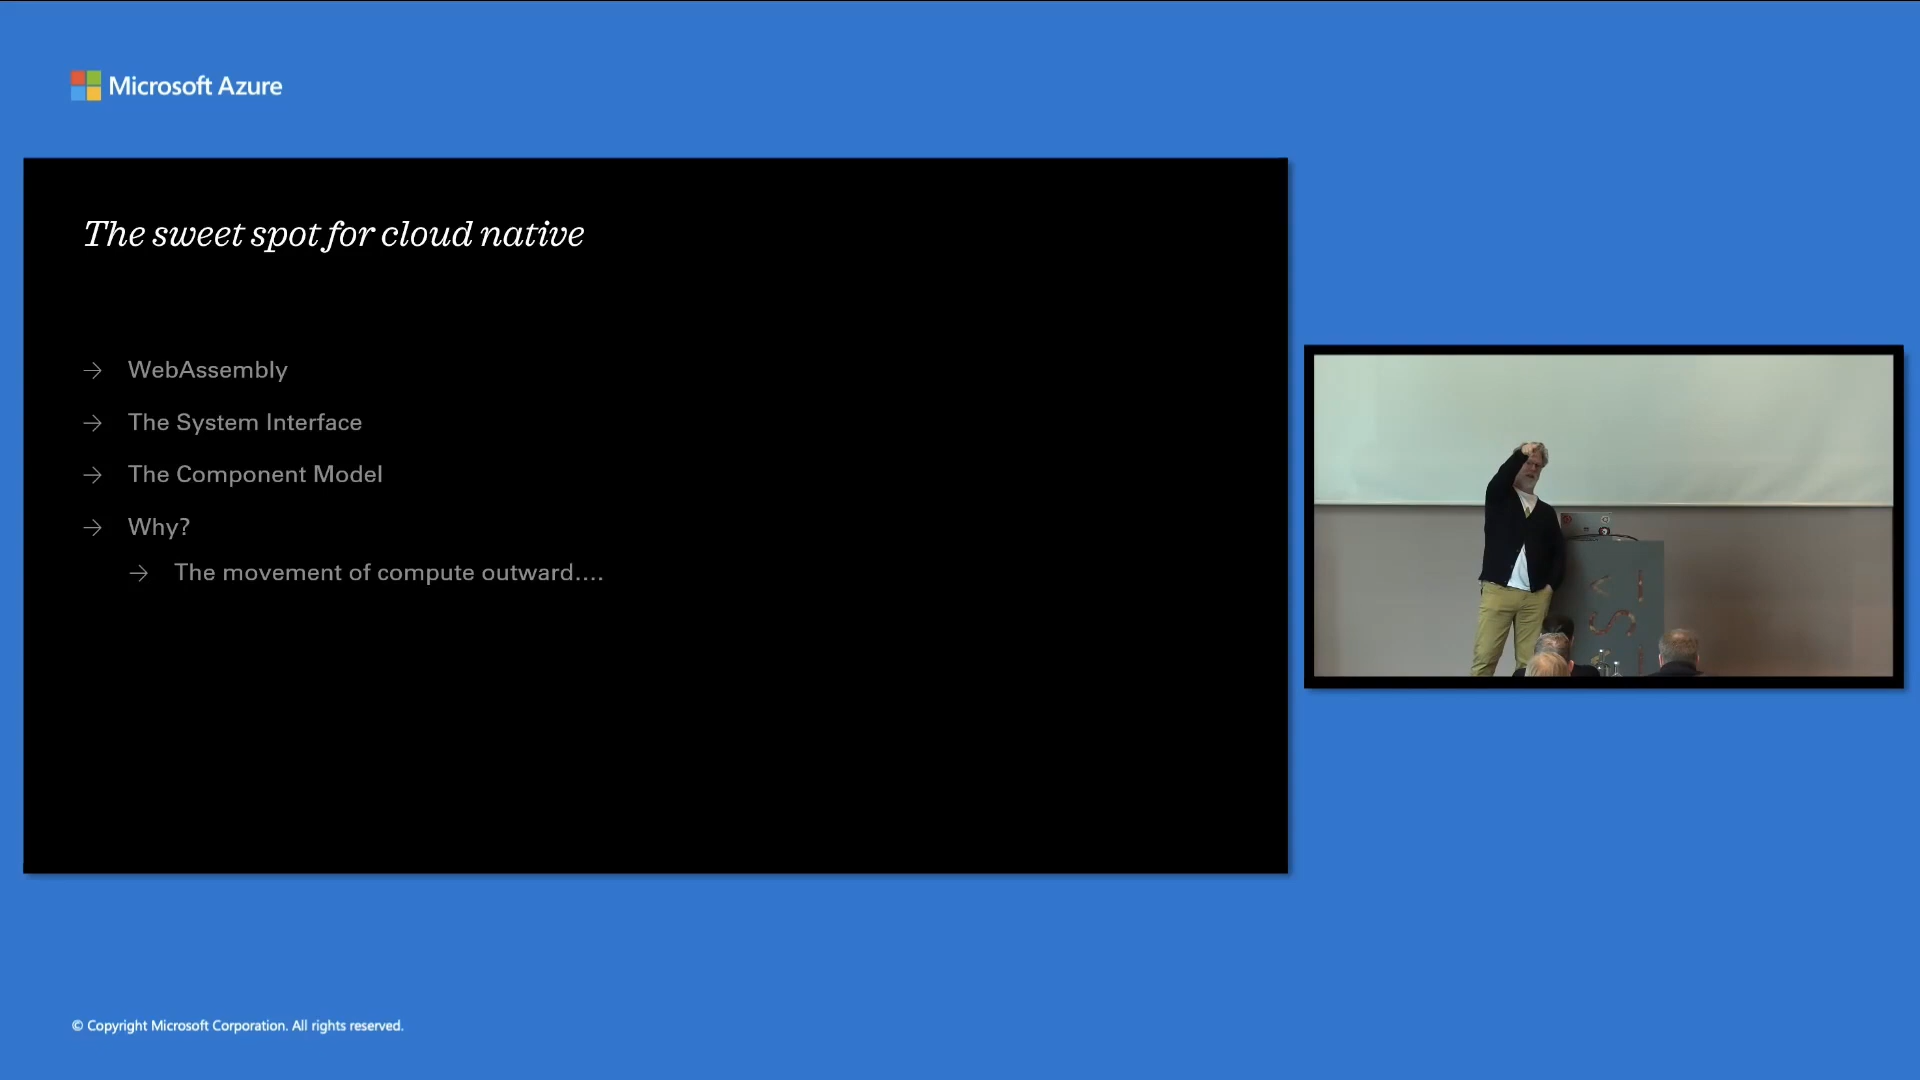 Microsoft Azure
The sweet spot for cloud native
→ WebAssembly
→ The System Interface
→ The Component Model
→ Why?
→ The movement of compute outward....
© Copyright Microsoft Corporation. All rights reserved.